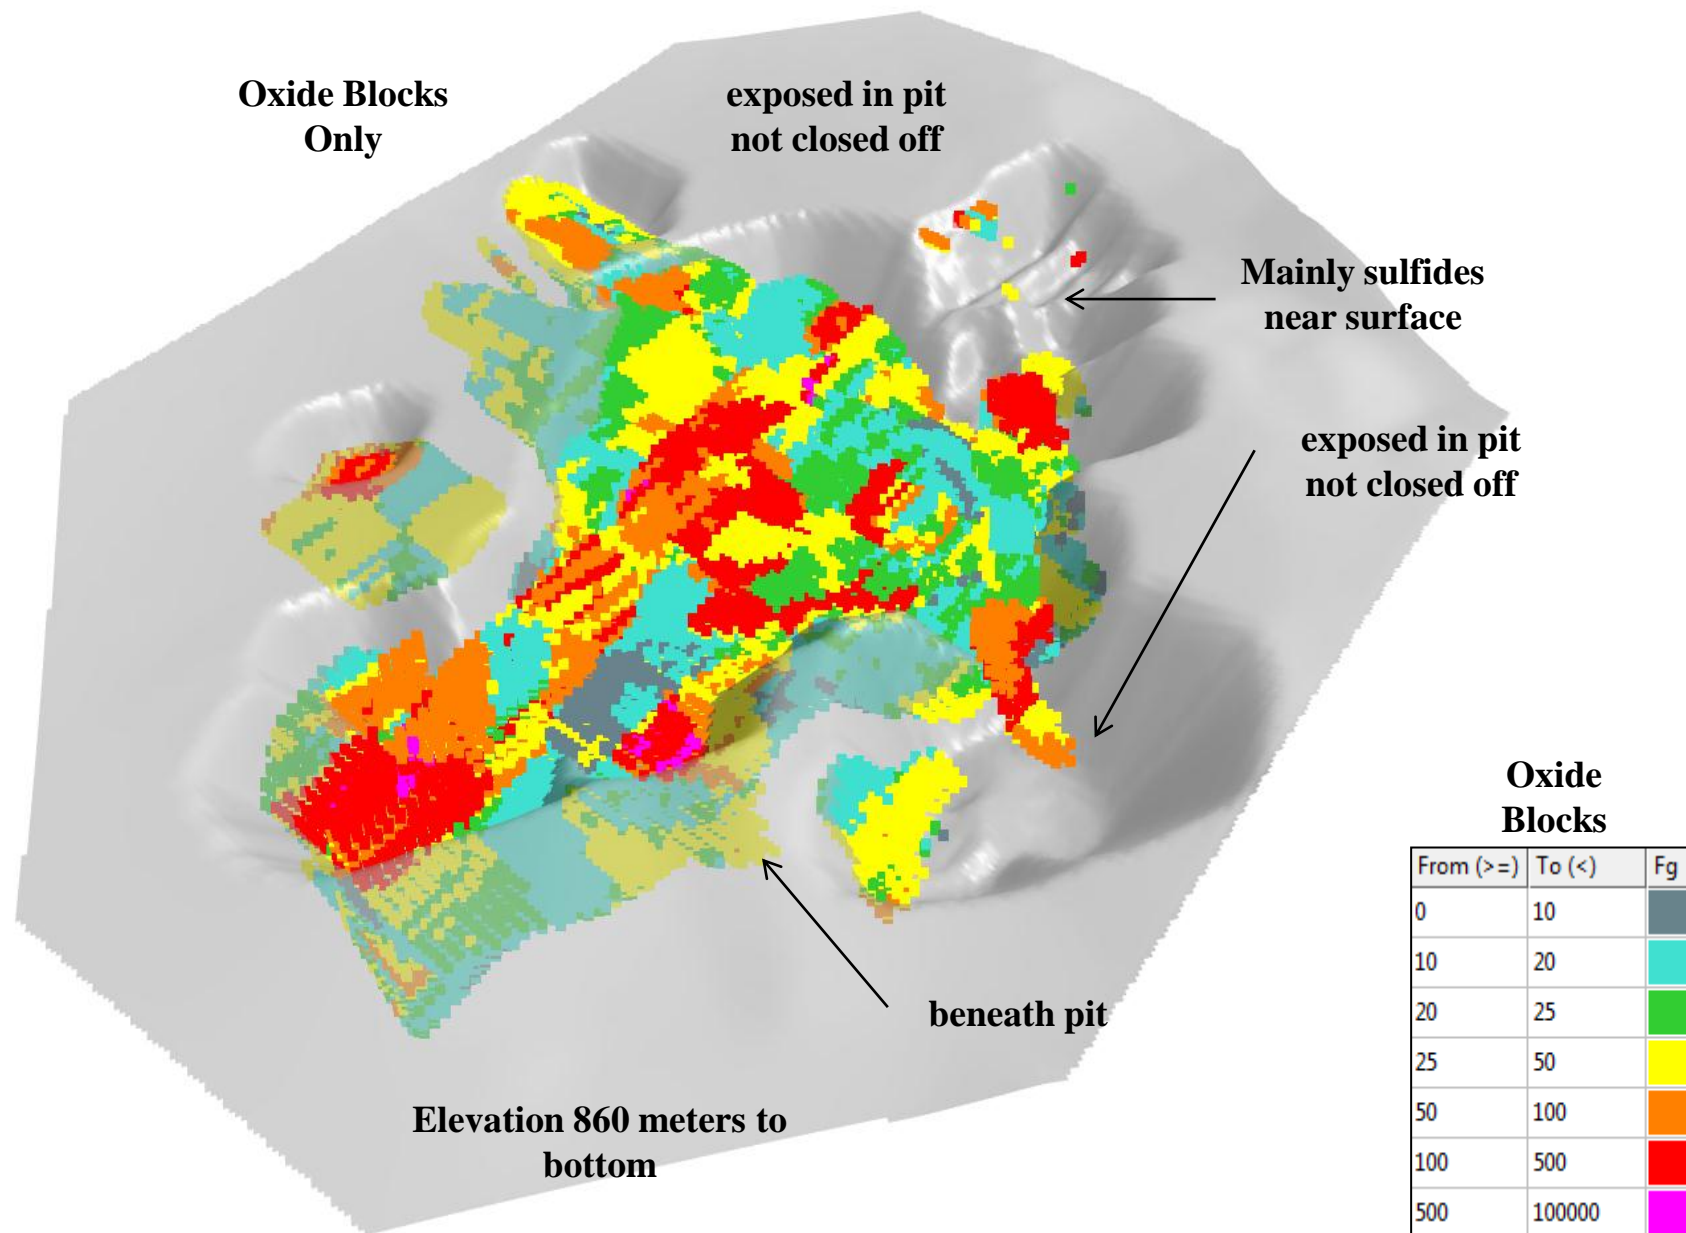 Oxide Blocks
Only
exposed in pit
not closed off
Mainly sulfides
near surface
exposed in pit
not closed off
beneath pit
Elevation 860 meters to
bottom
Oxide
Blocks
From (>=) To (<) Fg
0 10
10 20
20 25
25 50
50 100
100 500
500 100000